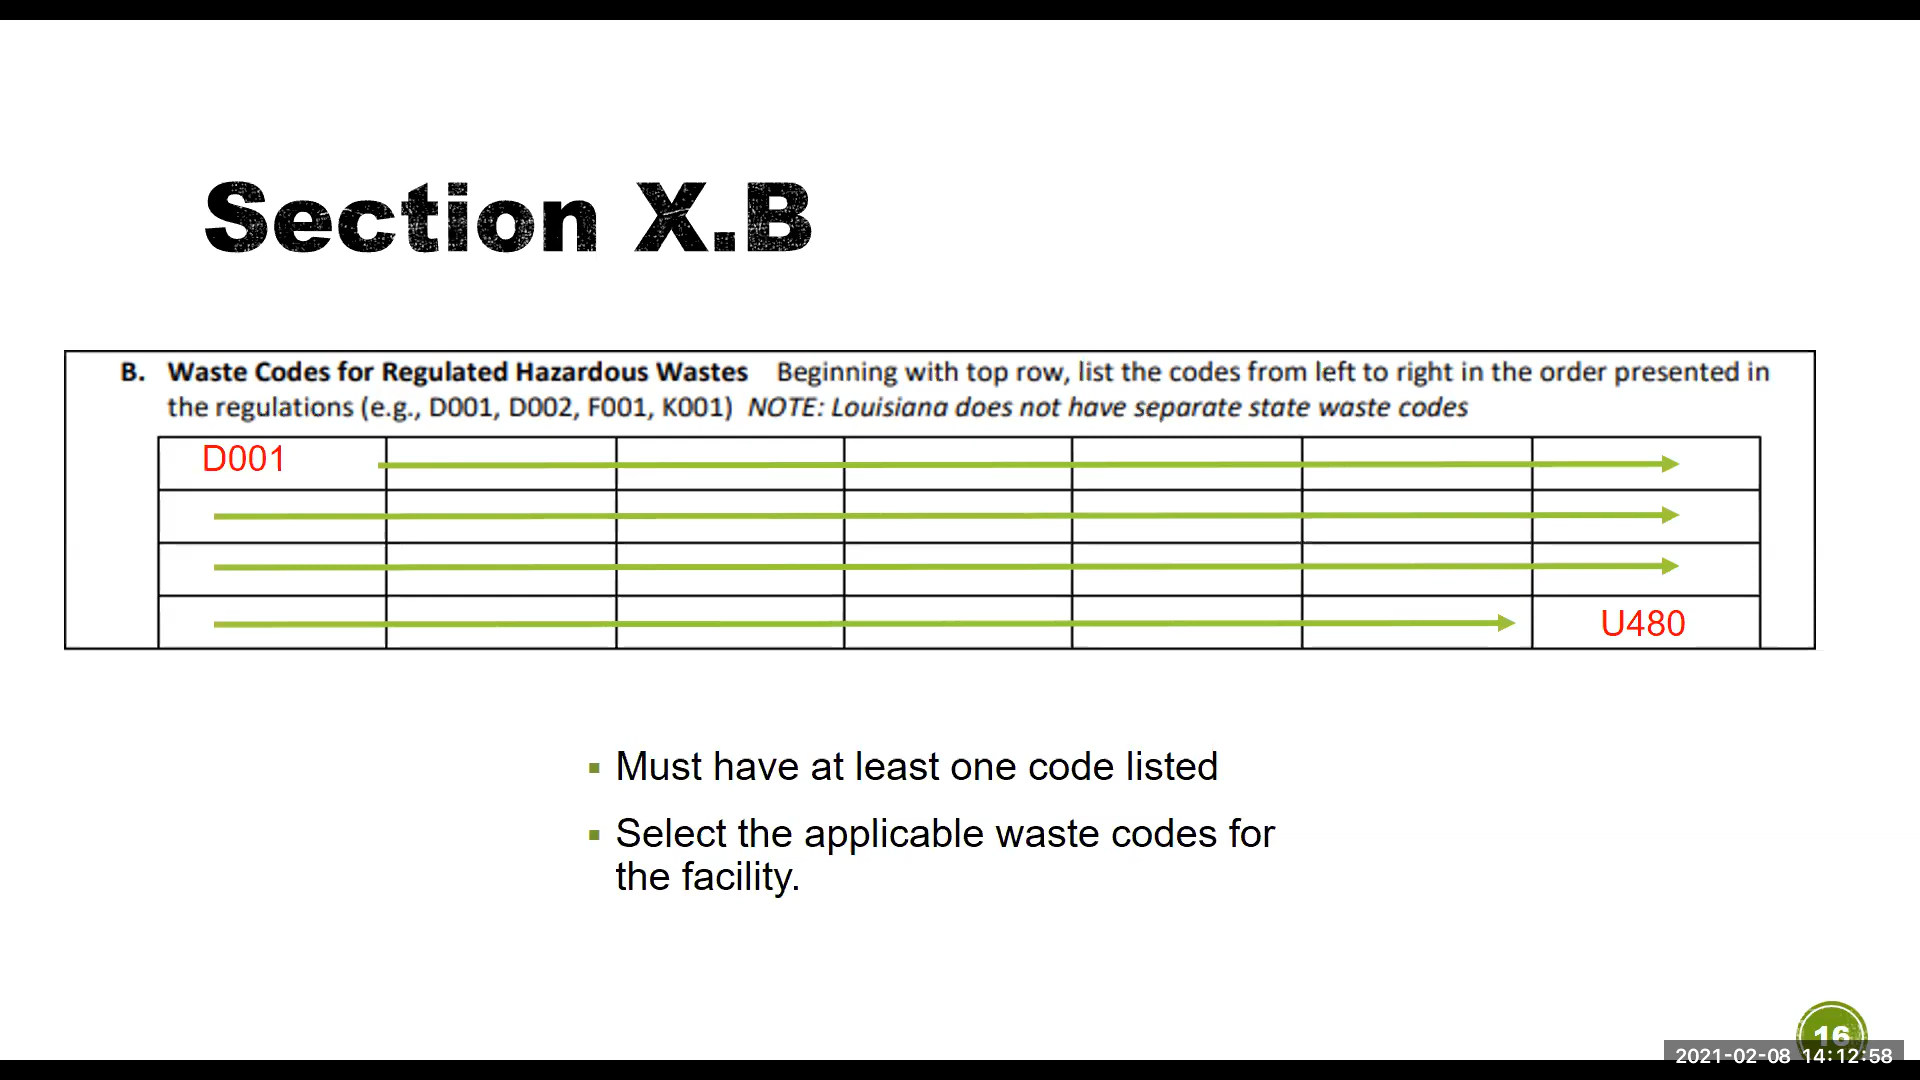 Section X.B
B. Waste Codes for Regulated Hazardous Wastes Beginning with top row, list the codes from left to right in the order presented in
the regulations (e.g., D001, D002, F001, K001) NOTE: Louisiana does not have separate state waste codes
D001
U480
▪ Must have at least one code listed
▪ Select the applicable waste codes for
the facility.
16
2021-02-08 14:12:58